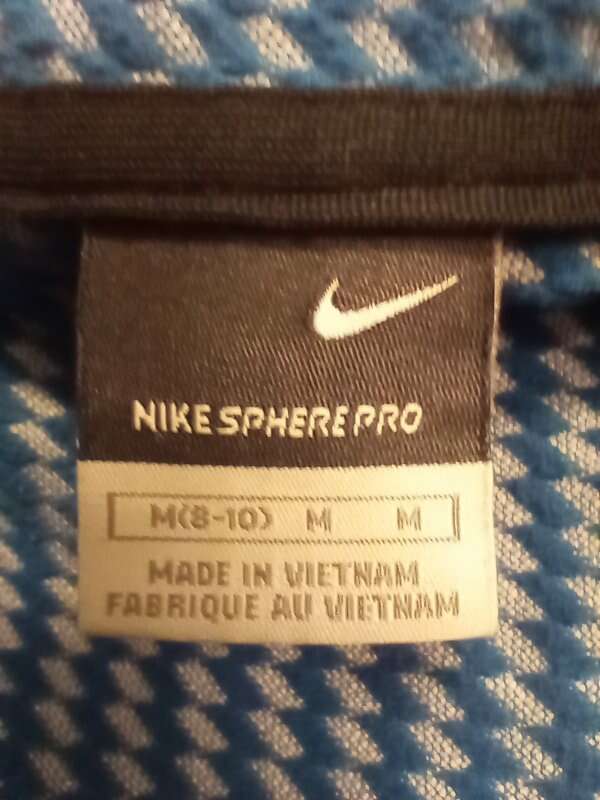 NIKE SPHERE PRO
M(8-10) M M
MADE IN VIETNAM
FABRIQUE AU VIETNAM